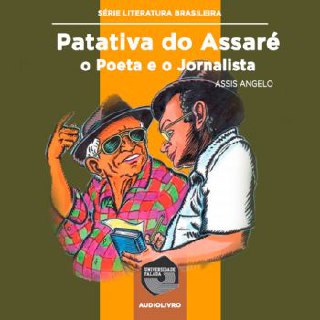 SÉRIE LITERATURA BRASILEIRA
Patativa do Assaré
o Poeta e o Jornalista
ASSIS ANGELO
UNIVERSIDADE
FALADA
AUDIOLIVRO